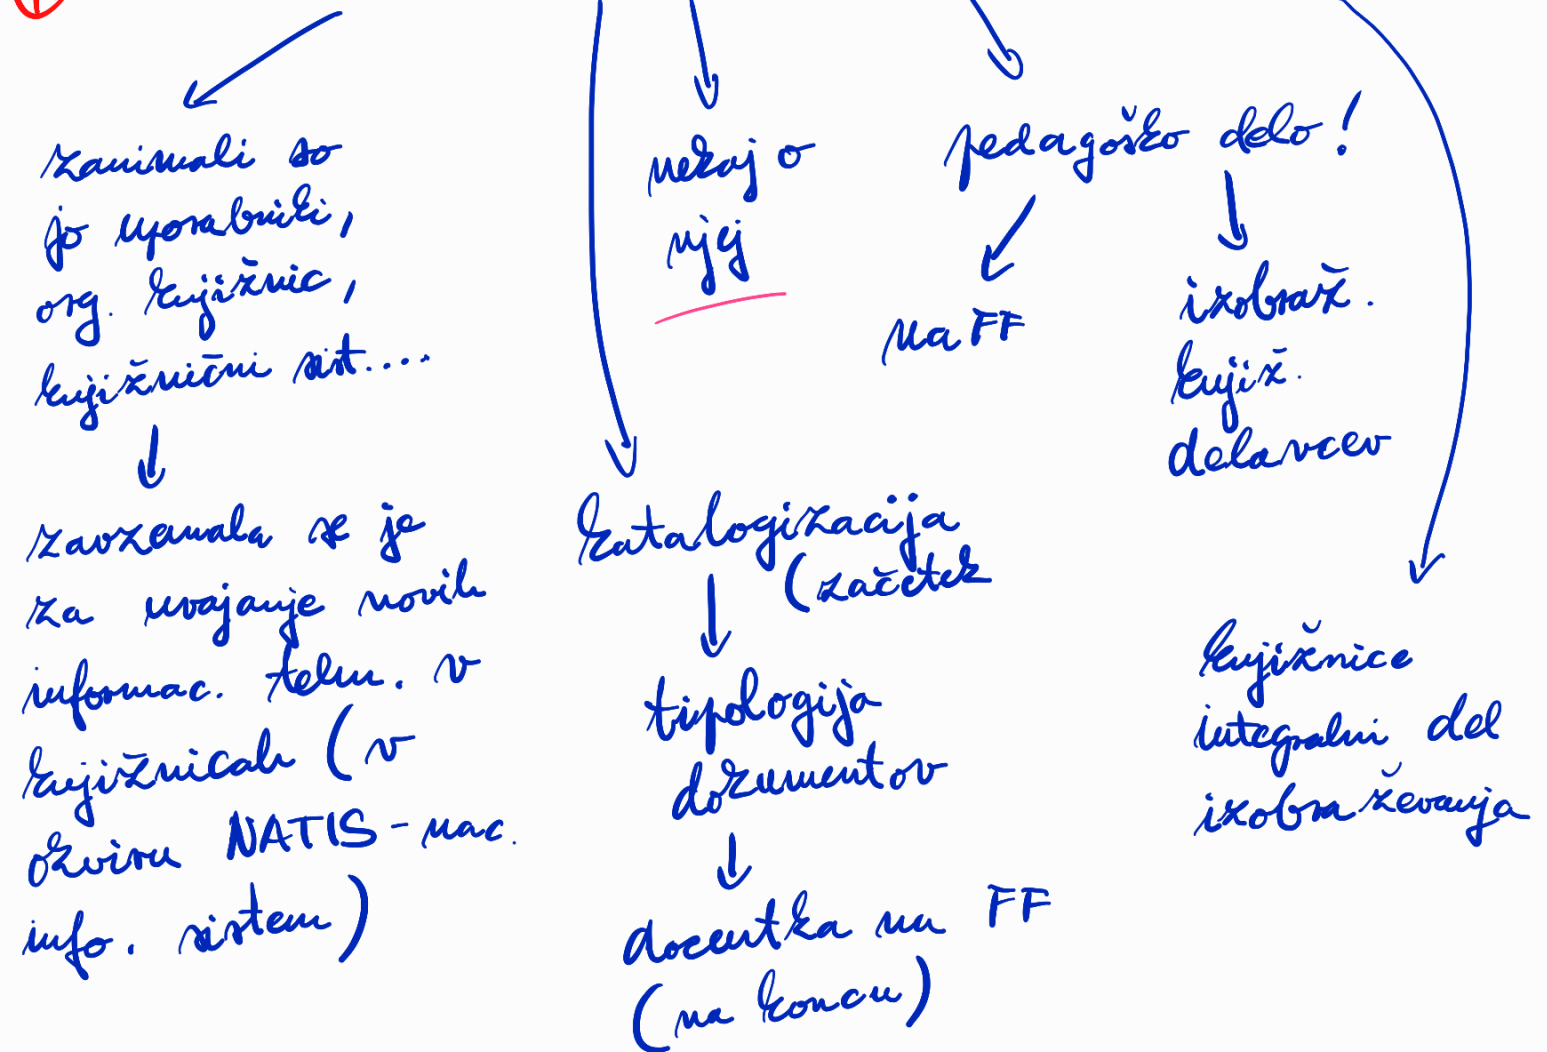 zanimali so
jo uporabniki,
org. knjižnic,
knjižnični sist....
zavzemala se je
za uvajanje novih
informac. tehn. v
knjižnicah (v
okviru NATIS - nac.
info. sistem)
nekaj o
njej
katalogizacija
(začetek
tipologija
dokumentov
docentka na FF
(na koncu)
pedagoško delo!
na FF
izobraž.
knjiž.
delavcev
knjižnice
integralni del
izobraževanja